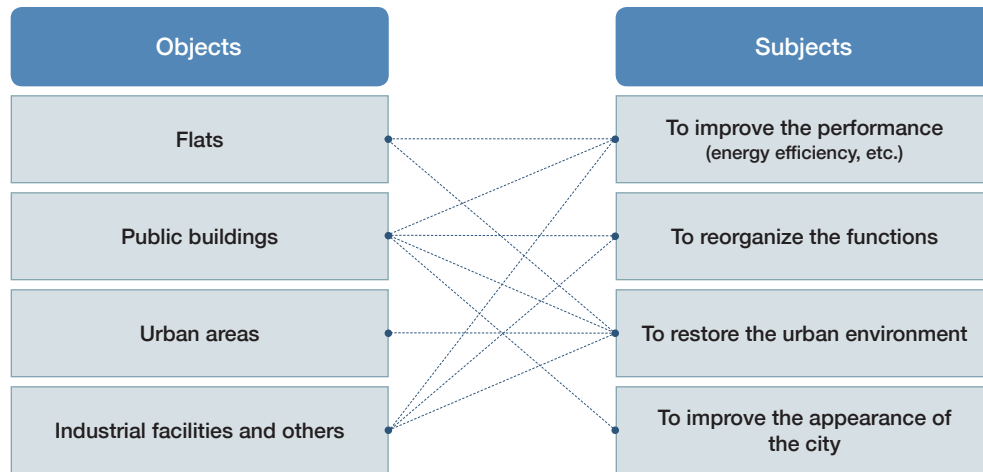 Objects
Subjects
Flats
To improve the performance
(energy efficiency, etc.)
Public buildings
To reorganize the functions
Urban areas
To restore the urban environment
Industrial facilities and others
To improve the appearance of
the city